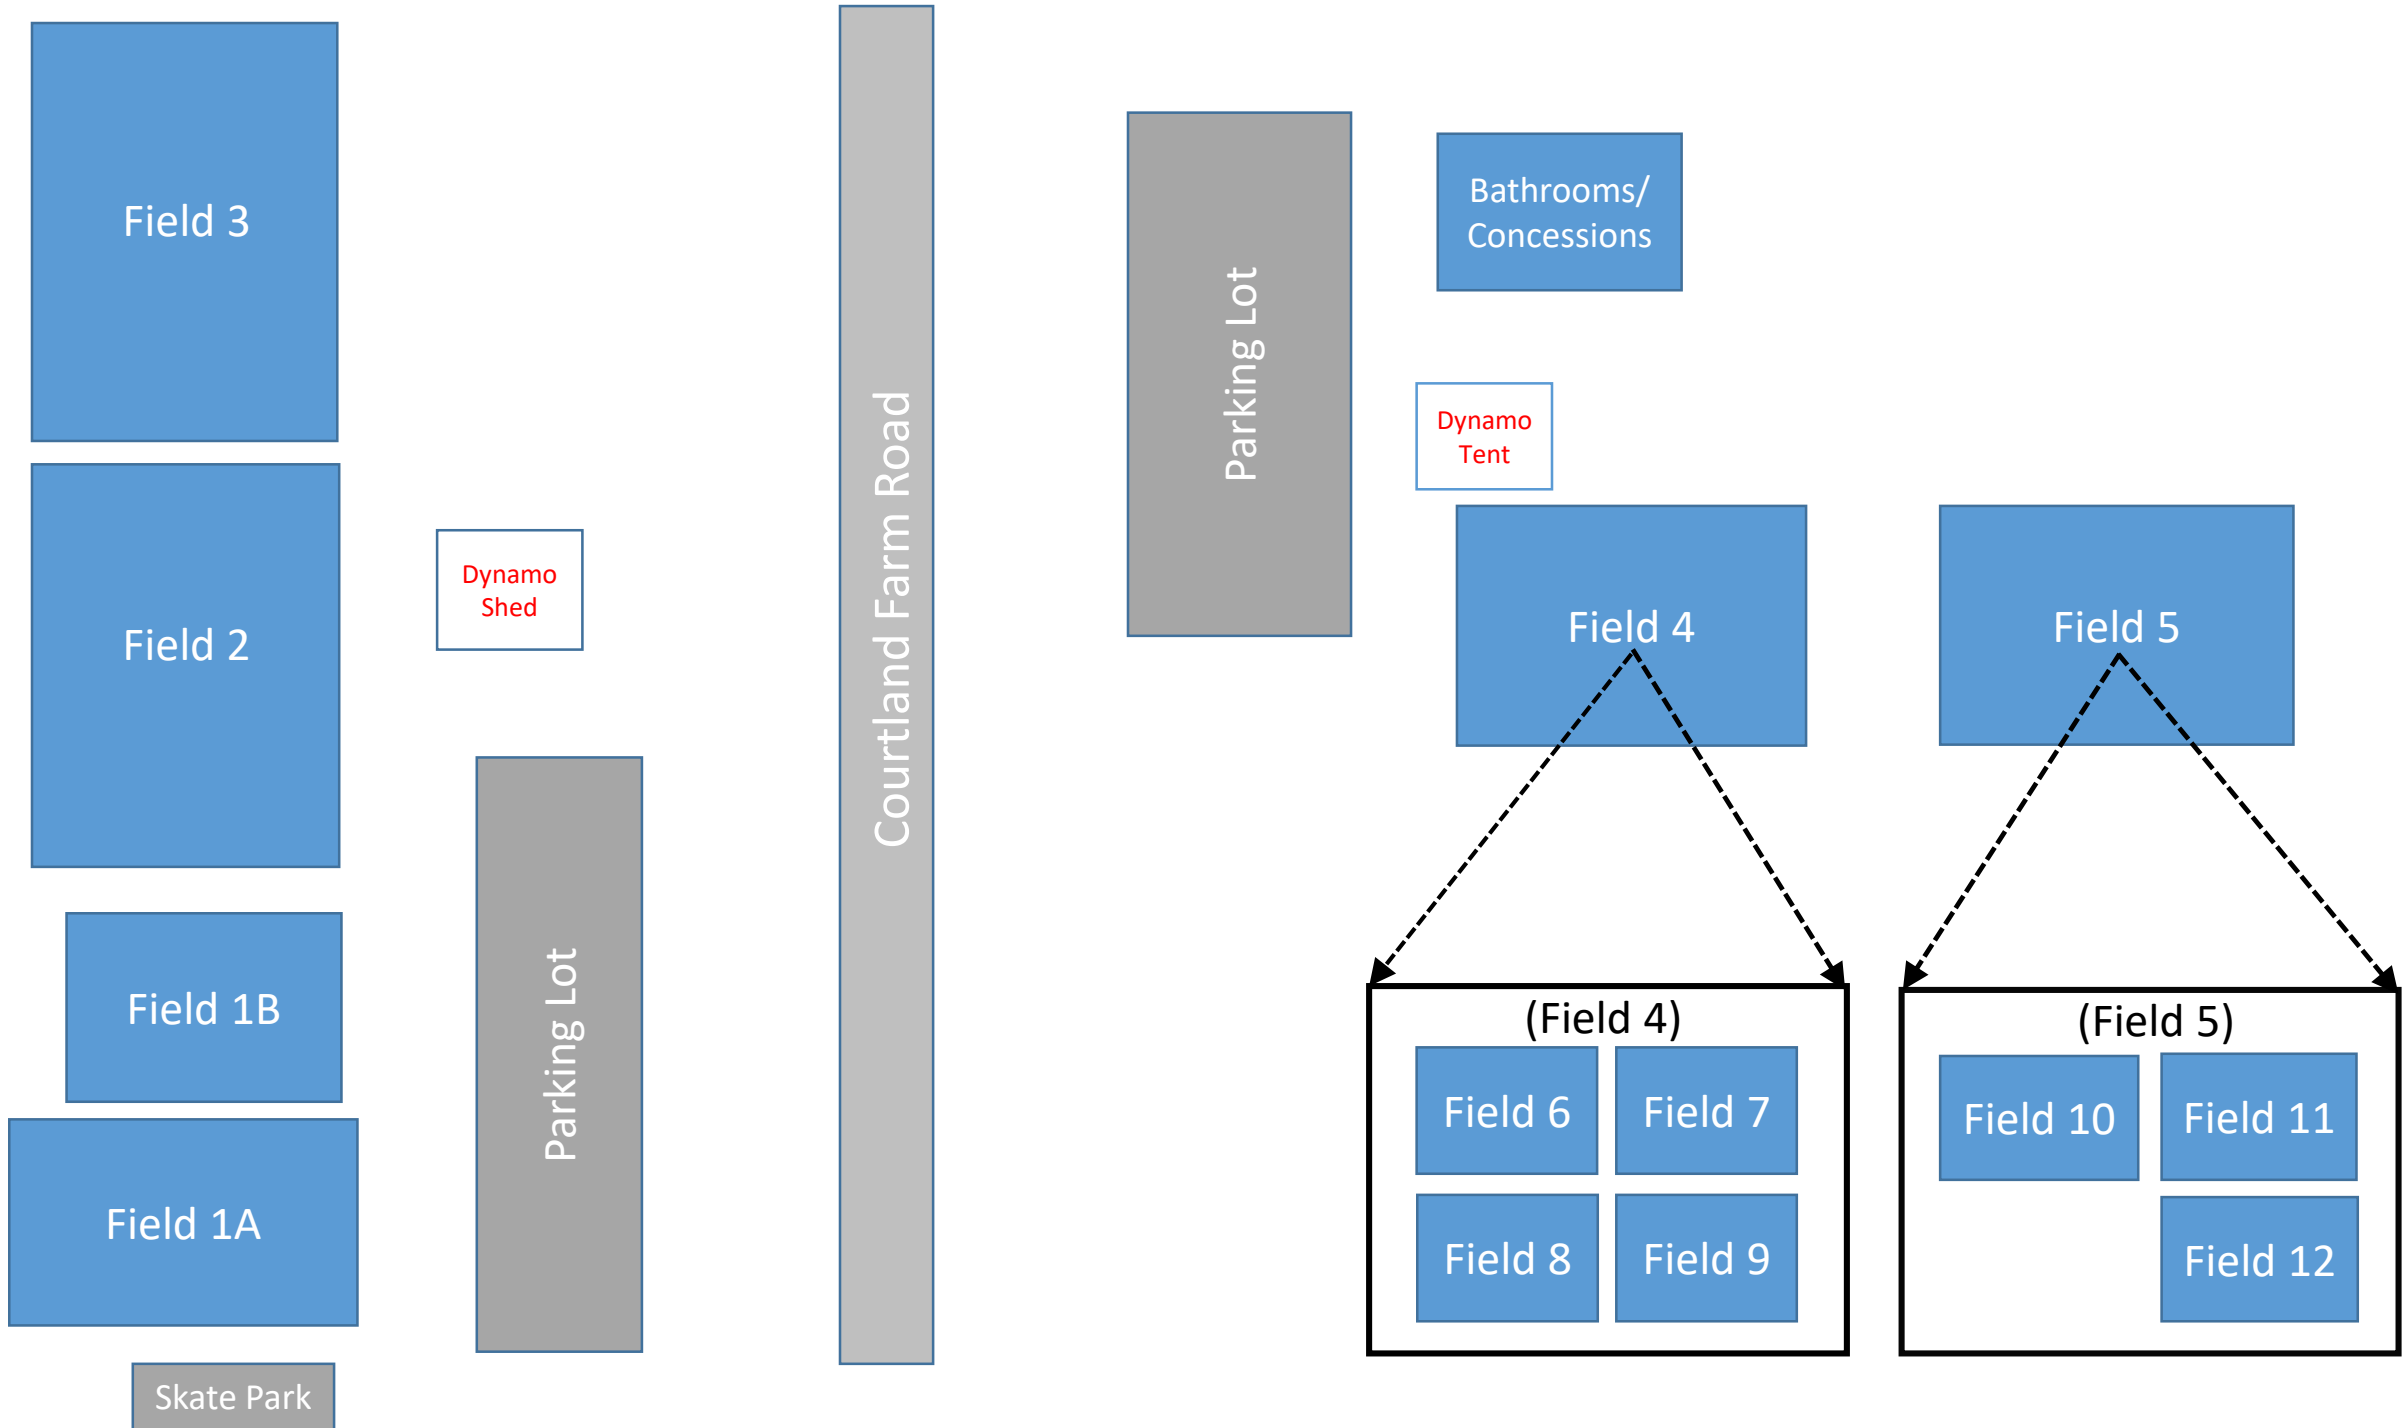 Field 3
Field 2
Field 1B
Field 1A
Skate Park
Dynamo
Shed
Parking Lot
Courtland Farm Road
Parking Lot
Bathrooms/
Concessions
Dynamo
Tent
Field 4
Field 5
(Field 4)
Field 6
Field 7
Field 8
Field 9
(Field 5)
Field 10
Field 11
Field 12